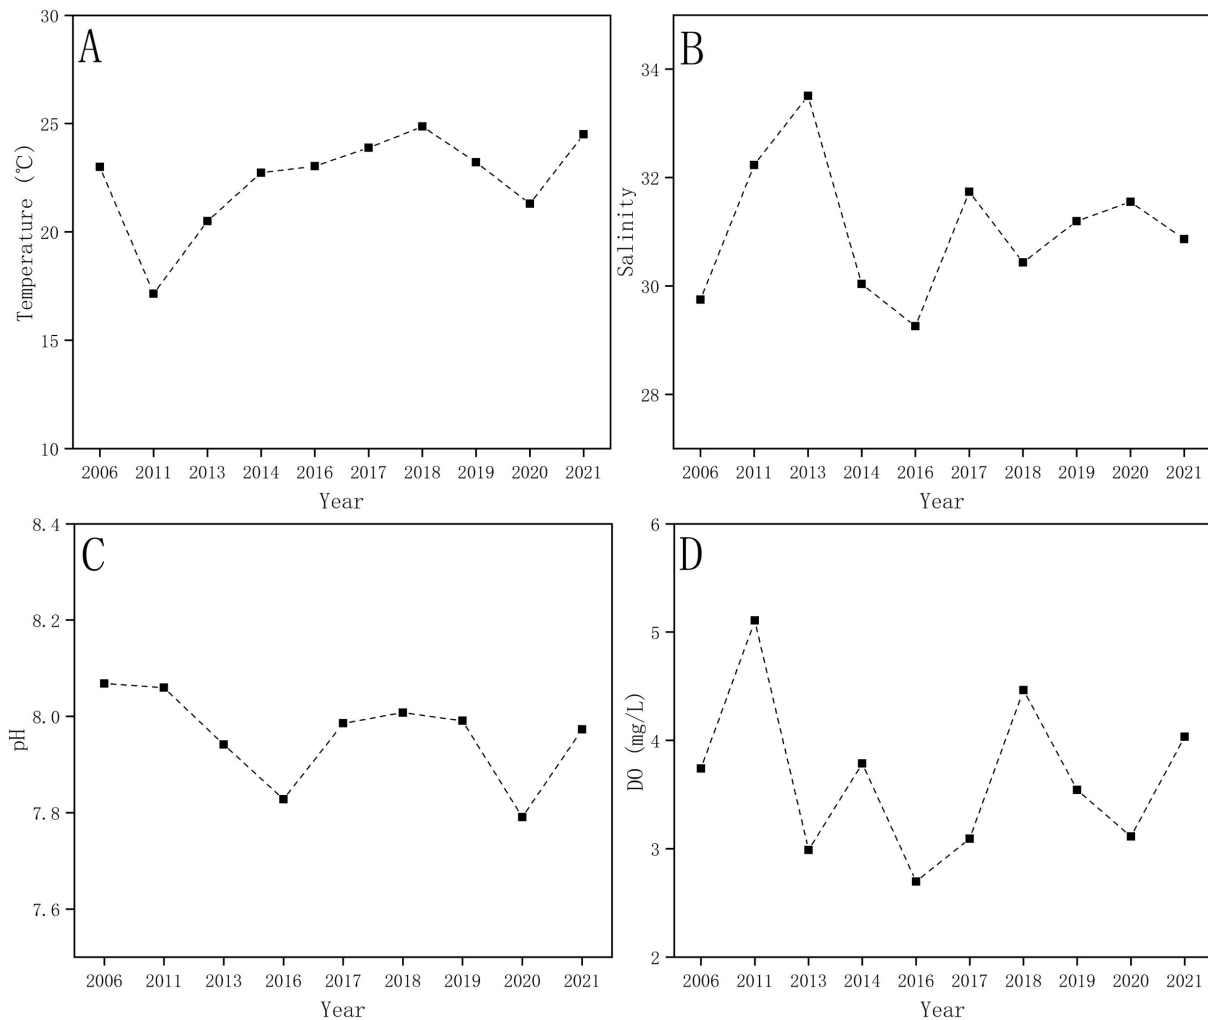 A
30
25
20
15
10
Temperature (℃)
2006 2011 2013 2014 2016 2017 2018 2019 2020 2021
Year
B
34
32
30
28
Salinity
2006 2011 2013 2014 2016 2017 2018 2019 2020 2021
Year
C
8.4
8.2
8.0
7.8
7.6
pH
2006 2011 2013 2016 2017 2018 2019 2020 2021
Year
D
6
5
4
3
2
DO (mg/L)
2006 2011 2013 2014 2016 2017 2018 2019 2020 2021
Year